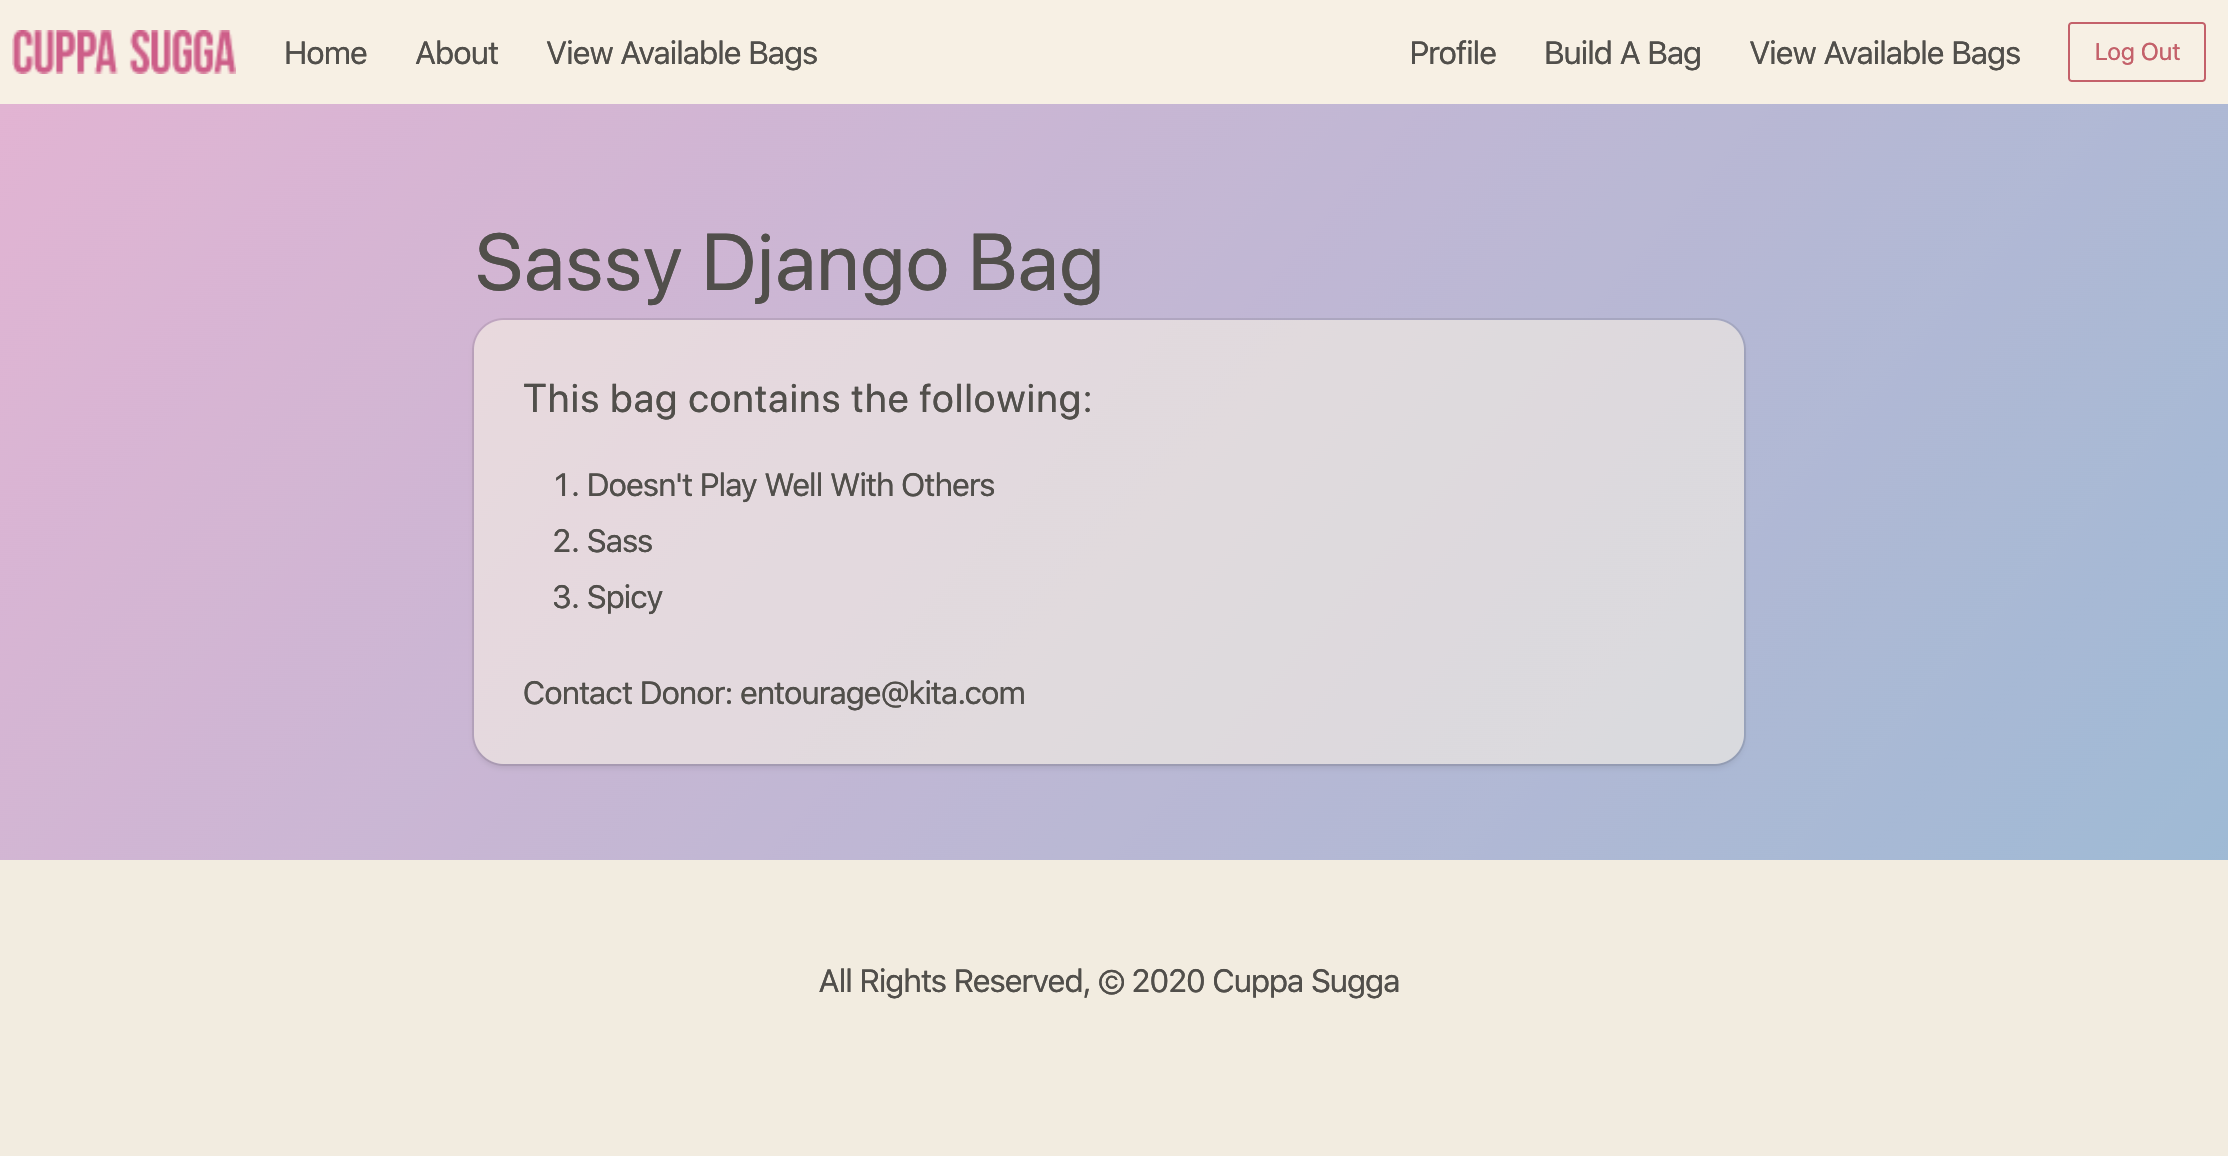 CUPPA SUGGA Home About View Available Bags Profile Build A Bag View Available Bags Log Out
Sassy Django Bag
This bag contains the following:
1. Doesn't Play Well With Others
2. Sass
3. Spicy
Contact Donor: entourage@kita.com
All Rights Reserved, © 2020 Cuppa Sugga